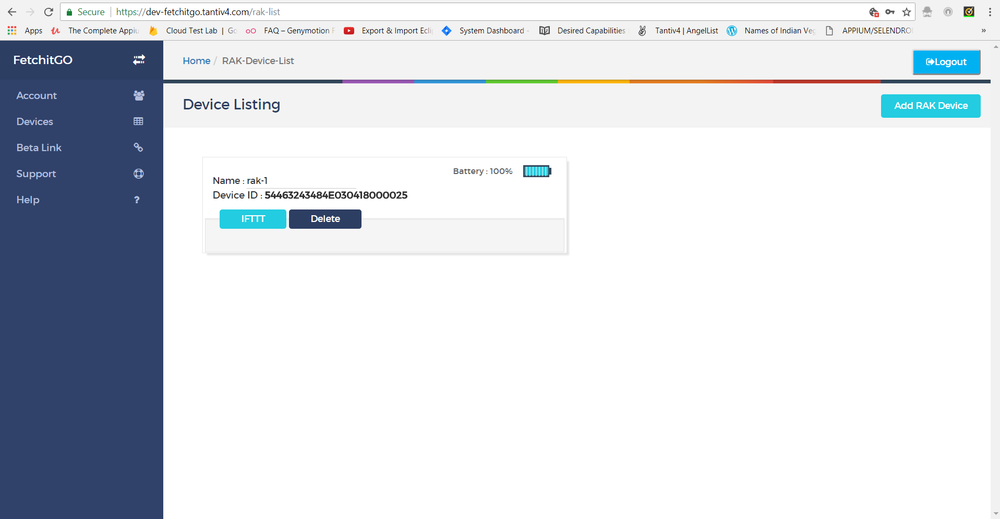 Secure https://dev-fetchitgo.tantiv4.com/rak-list
Apps The Complete Appiu Cloud Test Lab | Go FAQ – Genymotion F Export & Import Ecli System Dashboard - Desired Capabilities Tantiv4 | AngelList Names of Indian Veg APPIUM/SELENDRO »
FetchitGO
Home / RAK-Device-List
Logout
Account
Devices
Beta Link
Support
Help ?
Device Listing
Add RAK Device
Battery : 100%
Name : rak-1
Device ID : 54463243484E030418000025
IFTTT Delete